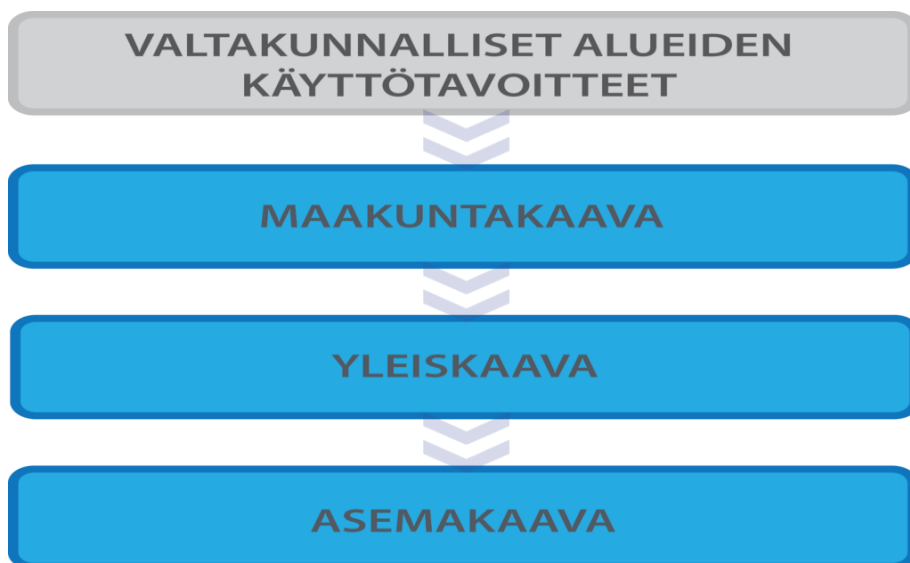 VALTAKUNNALLISET ALUEIDEN
KÄYTTÖTAVOITTEET
MAAKUNTAKAAVA
YLEISKAAVA
ASEMAKAAVA